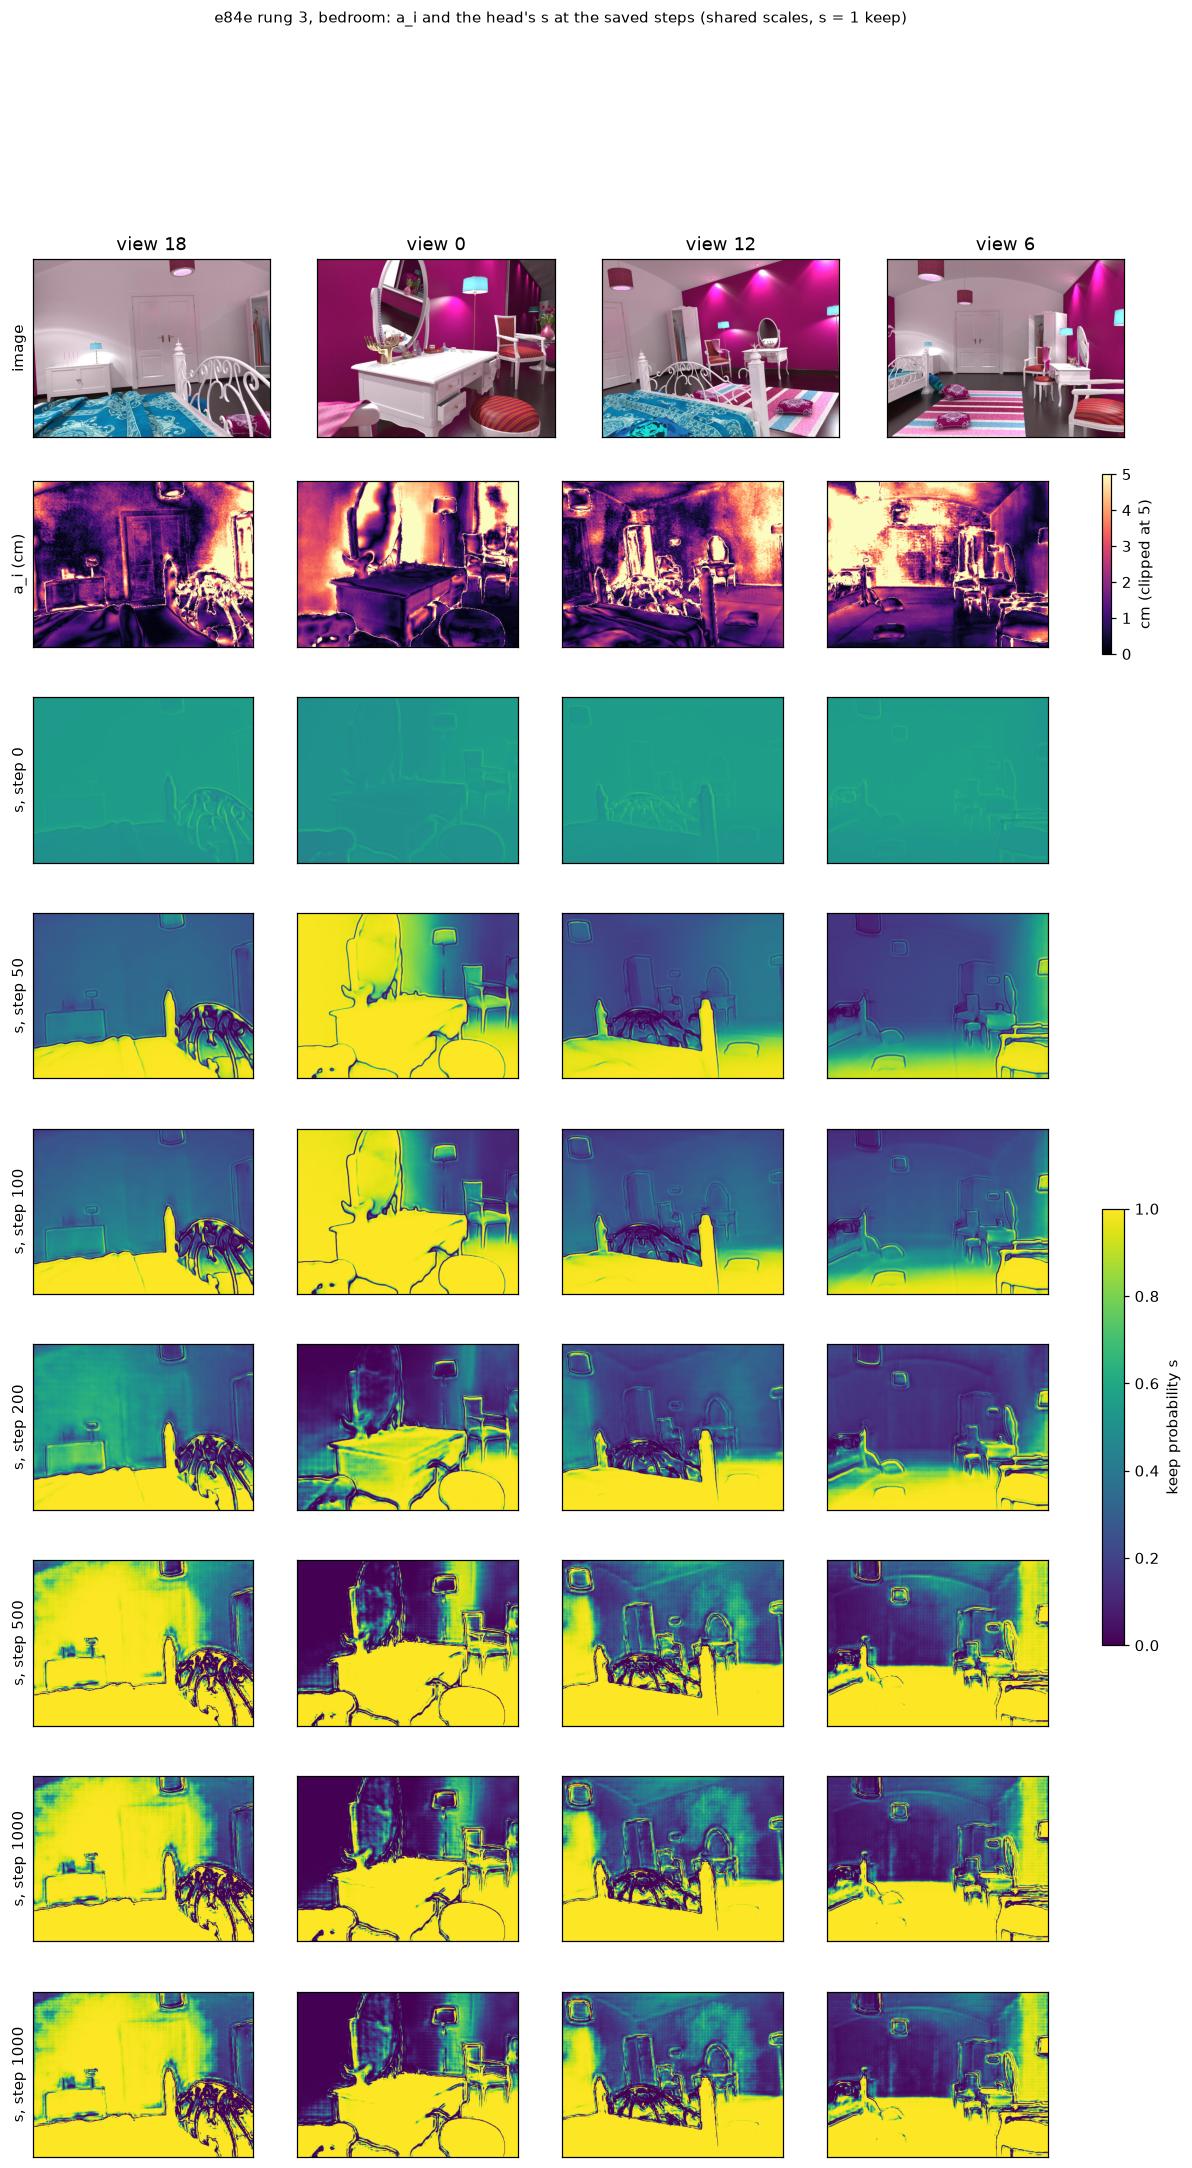 e84e rung 3, bedroom: a_i and the head's s at the saved steps (shared scales, s = 1 keep)
view 18
view 0
view 12
view 6
image
a_i (cm)
5
4
3
2
1
0
cm (clipped at 5)
s, step 0
s, step 50
s, step 100
s, step 200
s, step 500
s, step 1000
s, step 1000
1.0
0.8
0.6
0.4
0.2
0.0
keep probability s